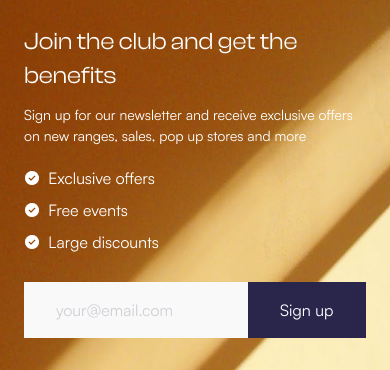 Join the club and get the
benefits
Sign up for our newsletter and receive exclusive offers
on new ranges, sales, pop up stores and more
Exclusive offers
Free events
Large discounts
your@email.com
Sign up